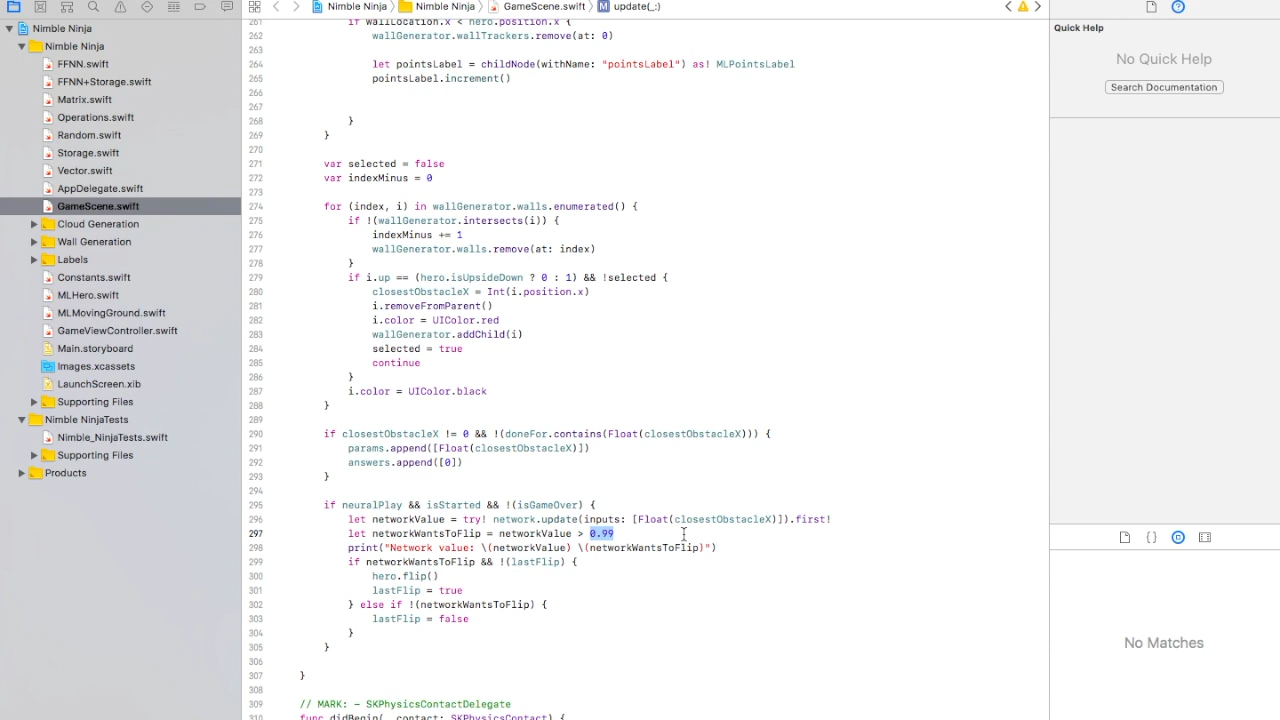 Nimble Ninja
Nimble Ninja
FFNN.swift
FFNN+Storage.swift
Matrix.swift
Operations.swift
Random.swift
Storage.swift
Vector.swift
AppDelegate.swift
GameScene.swift
Cloud Generation
Wall Generation
Labels
Constants.swift
MLHero.swift
MLMovingGround.swift
GameViewController.swift
Main.storyboard
Images.xcassets
LaunchScreen.xib
Supporting Files
Nimble NinjaTests
Nimble_NinjaTests.swift
Supporting Files
Products
Nimble Ninja Nimble Ninja GameScene.swift M update(_:)
261 if wallLocation.x < hero.position.x {
262 wallGenerator.wallTrackers.remove(at: 0)
263
264 let pointsLabel = childNode(withName: "pointsLabel") as! MLPointsLabel
265 pointsLabel.increment()
266
267
268 }
269 }
270
271 var selected = false
272 var indexMinus = 0
273
274 for (index, i) in wallGenerator.walls.enumerated() {
275 if !(wallGenerator.intersects(i)) {
276 indexMinus += 1
277 wallGenerator.walls.remove(at: index)
278 }
279 if i.up == (hero.isUpsideDown ? 0 : 1) && !selected {
280 closestObstacleX = Int(i.position.x)
281 i.removeFromParent()
282 i.color = UIColor.red
283 wallGenerator.addChild(i)
284 selected = true
285 continue
286 }
287 i.color = UIColor.black
288 }
289
290 if closestObstacleX != 0 && !(doneFor.contains(Float(closestObstacleX))) {
291 params.append([Float(closestObstacleX)])
292 answers.append([0])
293 }
294
295 if neuralPlay && isStarted && !(isGameOver) {
296 let networkValue = try! network.update(inputs: [Float(closestObstacleX)]).first!
297 let networkWantsToFlip = networkValue > 0.99
298 print("Network value: \(networkValue) \(networkWantsToFlip)")
299 if networkWantsToFlip && !(lastFlip) {
300 hero.flip()
301 lastFlip = true
302 } else if !(networkWantsToFlip) {
303 lastFlip = false
304 }
305 }
306
307 }
308
309 // MARK: - SKPhysicsContactDelegate
310 func didBegin(_ contact: SKPhysicsContact) {
Quick Help
No Quick Help
Search Documentation
No Matches